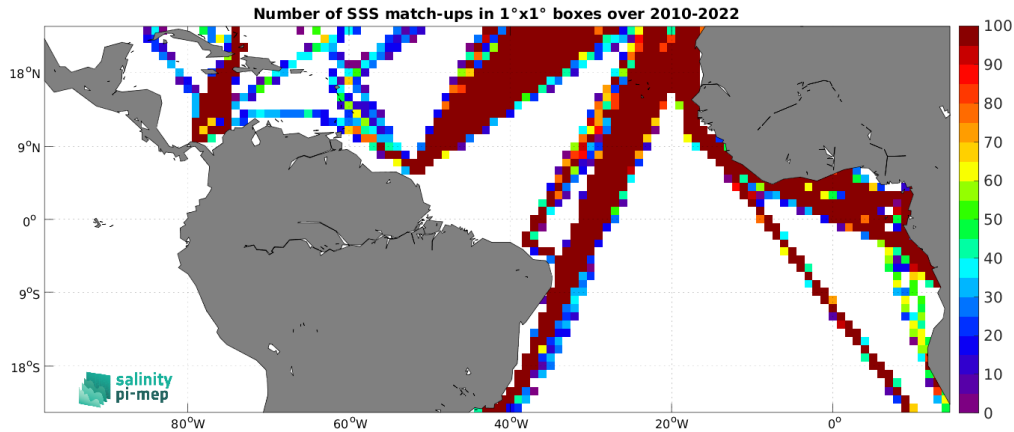 Number of SSS match-ups in 1°x1° boxes over 2010-2022
18°N
9°N
0°
9°S
18°S
80°W
60°W
40°W
20°W
0°
100
90
80
70
60
50
40
30
20
10
0
salinity
pi-mep